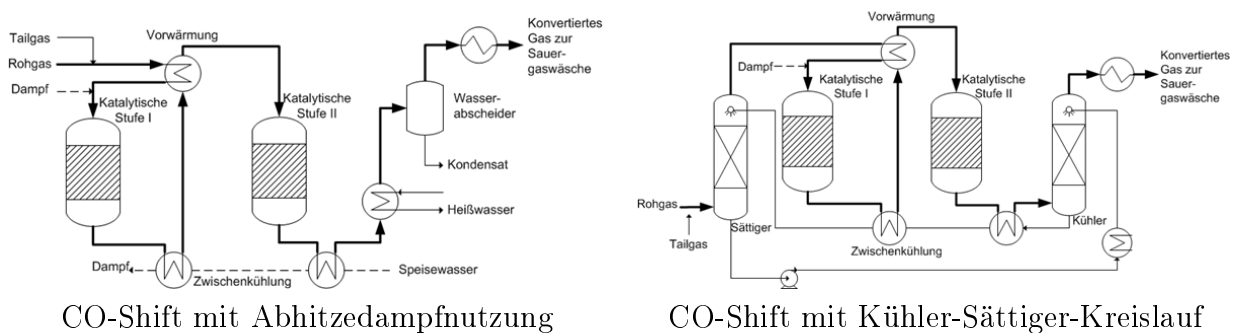 Tailgas
Rohgas
Dampf
Vorwärmung
Katalytische
Stufe I
Katalytische
Stufe II
Wasser-
abscheider
Konvertiertes
Gas zur
Sauer-
gaswäsche
Kondensat
Heißwasser
Dampf
Zwischenkühlung
Speisewasser
CO-Shift mit Abhitzedampfnutzung
Vorwärmung
Dampf
Katalytische
Stufe I
Katalytische
Stufe II
Konvertiertes
Gas zur
Sauer-
gaswäsche
Rohgas
Tailgas
Sättiger
Zwischenkühlung
Kühler
CO-Shift mit Kühler-Sättiger-Kreislauf